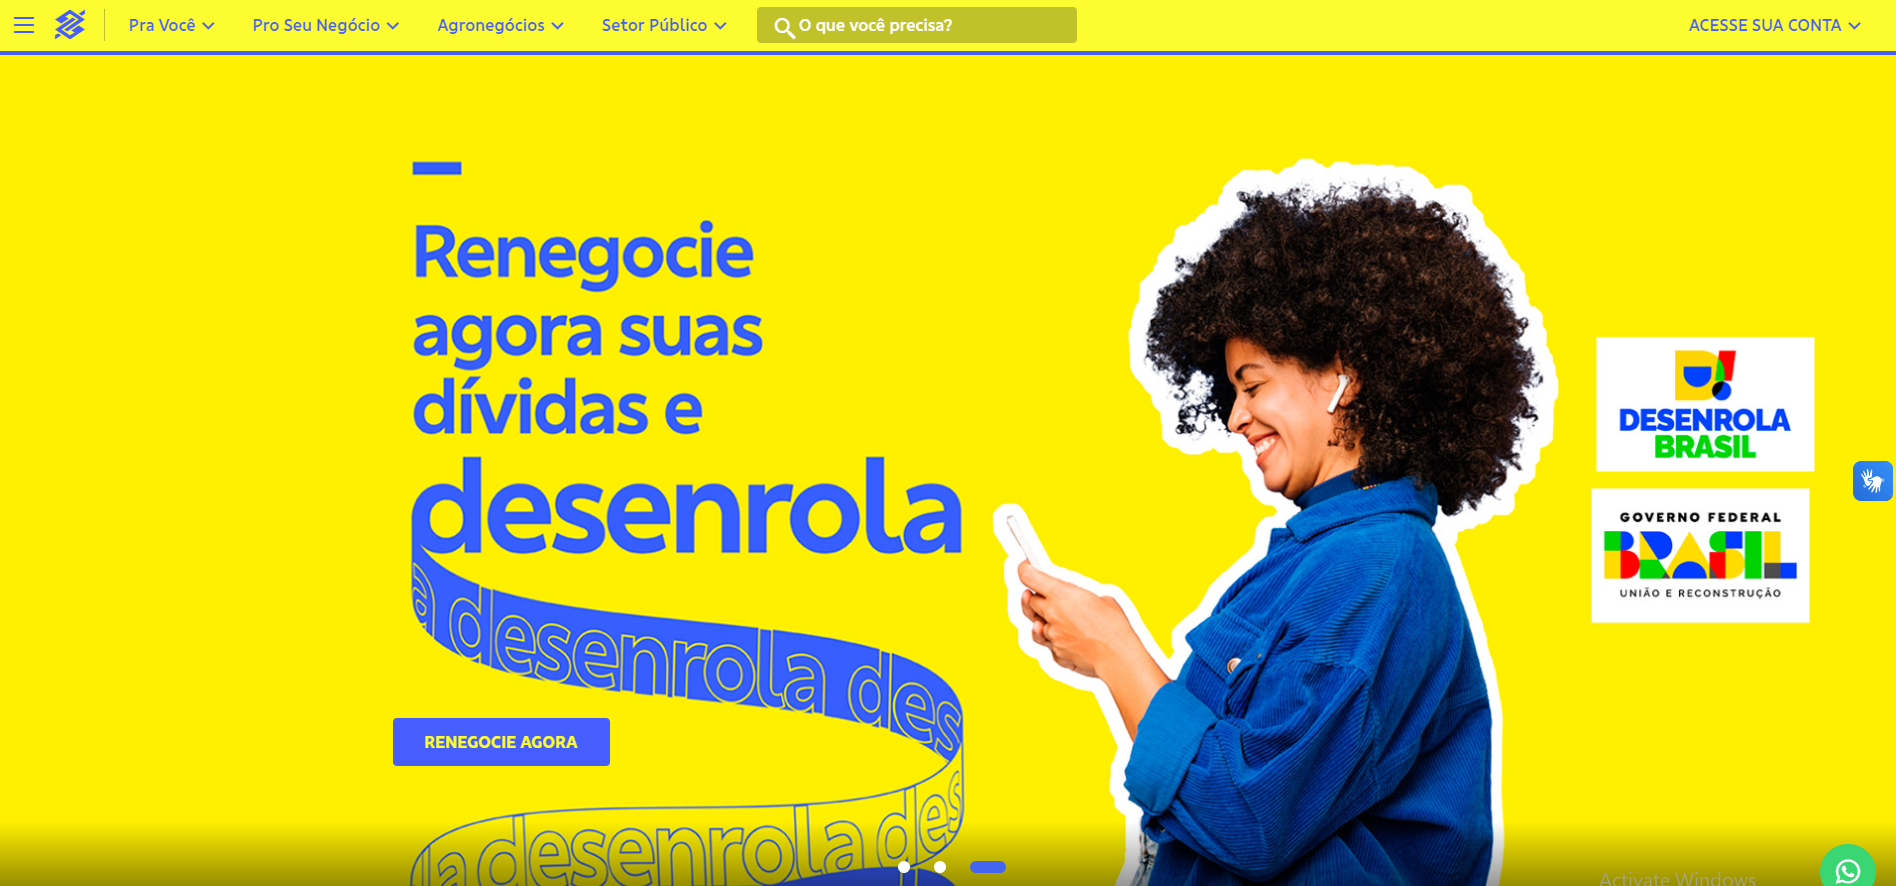 Pra Você
Pro Seu Negócio
Agronegócios
Setor Público
O que você precisa?
ACESSE SUA CONTA
Renegocie
agora suas
dívidas e
desenrola
a desenrola des
RENEGOCIE AGORA
la desenrola des
DESENROLA
BRASIL
GOVERNO FEDERAL
BRASIL
UNIÃO E RECONSTRUÇÃO
Activate Windows